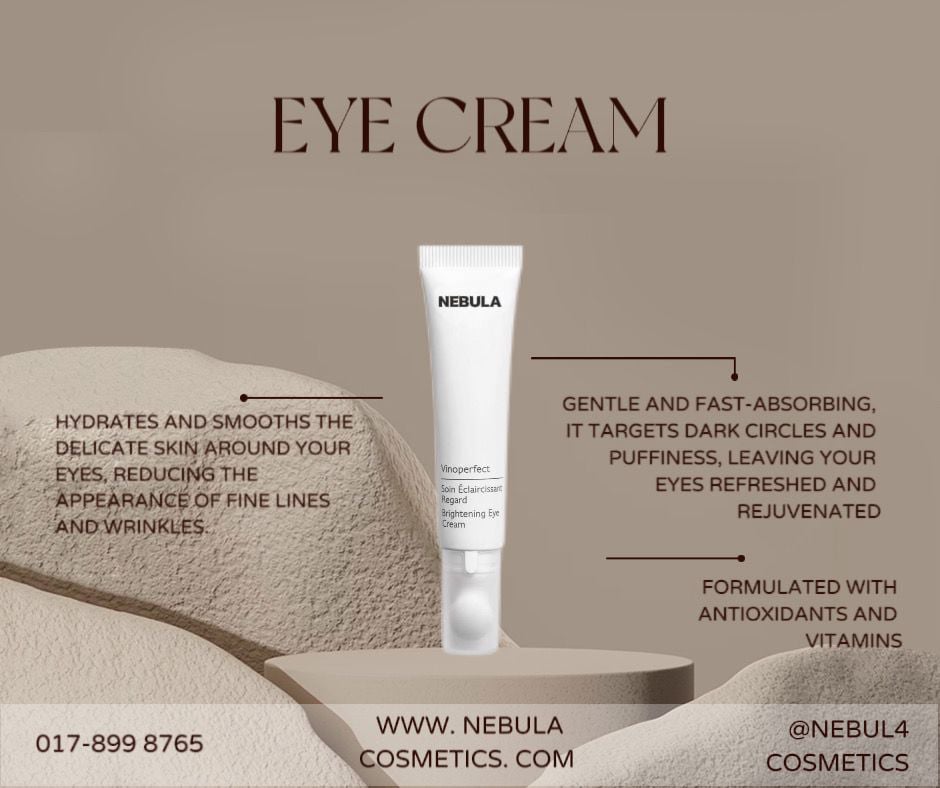 EYE CREAM
NEBULA
Vinoperfect
Soin Éclaircissant
Regard
Brightening Eye
Cream
HYDRATES AND SMOOTHS THE
DELICATE SKIN AROUND YOUR
EYES, REDUCING THE
APPEARANCE OF FINE LINES
AND WRINKLES.
GENTLE AND FAST-ABSORBING,
IT TARGETS DARK CIRCLES AND
PUFFINESS, LEAVING YOUR
EYES REFRESHED AND
REJUVENATED
FORMULATED WITH
ANTIOXIDANTS AND
VITAMINS
017-899 8765
WWW. NEBULA
COSMETICS. COM
@NEBUL4
COSMETICS